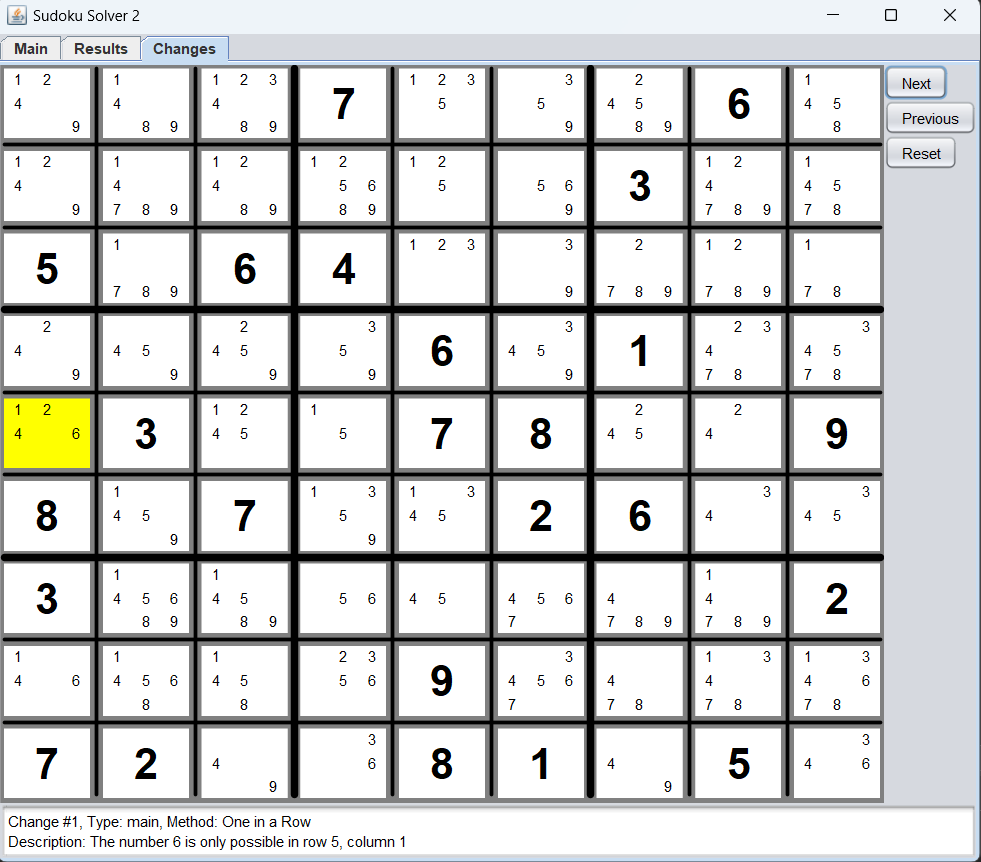 Sudoku Solver 2
Main Results Changes
1 2 1 1 2 3 1 2 3 3 2 1
4 4 4 7 5 5 4 5 6 4 5
9 8 9 8 9 9 8 9 8
1 2 1 1 2 1 2 1 2 1 2 1
4 4 4 5 6 5 5 6 3 4 4 5
9 7 8 9 8 9 8 9 9 7 8 9 7 8
1 1 2 3 3 2 1 2 1
5 6 4
7 8 9 9 7 8 9 7 8 9 7 8
2 2 3 3 2 3 3
4 4 5 4 5 5 6 4 5 1 4 4 5
9 9 9 9 9 7 8 7 8
1 2 1 2 1 2 2
4 6 3 4 5 5 7 8 4 5 4 9
1 1 3 1 3 3 3
8 4 5 7 5 4 5 2 6 4 4 5
9 9
1 1 1
3 4 5 6 4 5 5 6 4 5 4 5 6 4 4 2
8 9 8 9 7 7 8 9 7 8 9
1 1 1 2 3 3 1 3 1 3
4 6 4 5 6 4 5 5 6 9 4 5 6 4 4 4 6
8 8 7 7 8 7 8 7 8
3 3
7 2 4 6 8 1 4 5 4 6
9 9
Next
Previous
Reset
Change #1, Type: main, Method: One in a Row
Description: The number 6 is only possible in row 5, column 1